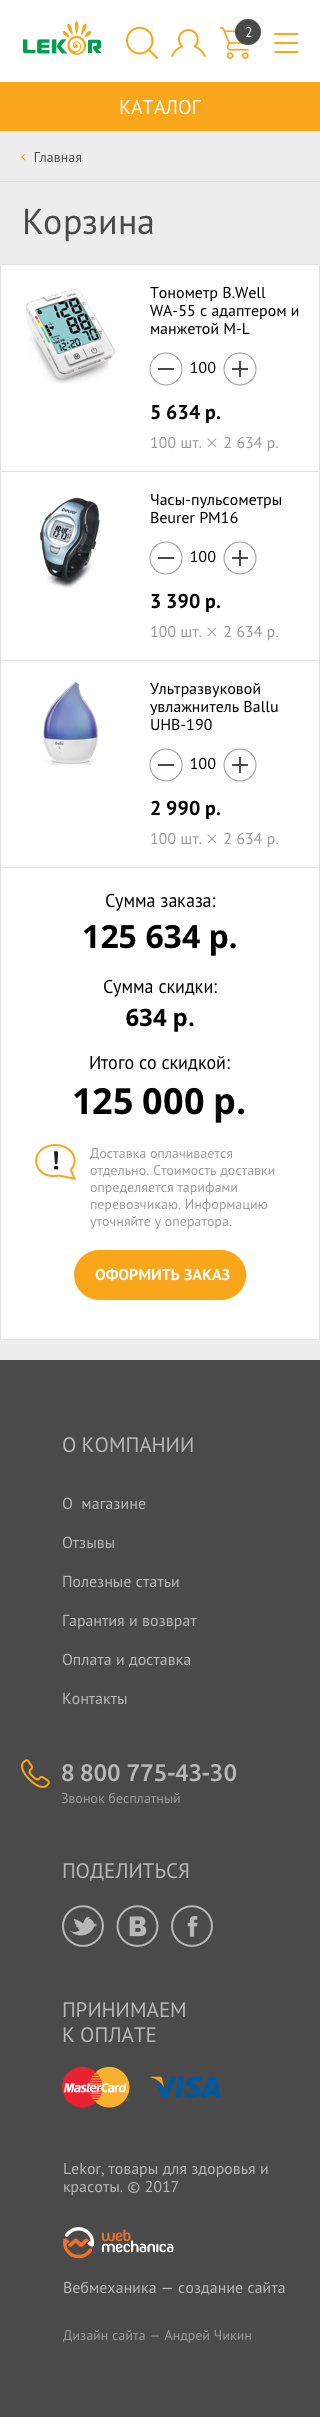 LEKOR
2
КАТАЛОГ
Главная
Корзина
Тонометр B.Well
WA-55 с адаптером и
манжетой M-L
100
5 634 р.
100 шт. × 2 634 р.
Часы-пульсометры
Beurer PM16
100
3 390 р.
100 шт. × 2 634 р.
Ультразвуковой
увлажнитель Ballu
UHB-190
100
2 990 р.
100 шт. × 2 634 р.
Сумма заказа:
125 634 р.
Сумма скидки:
634 р.
Итого со скидкой:
125 000 р.
Доставка оплачивается
отдельно. Стоимость доставки
определяется тарифами
перевозчикаю. Информацию
уточняйте у оператора.
ОФОРМИТЬ ЗАКАЗ
О КОМПАНИИ
О  магазине
Отзывы
Полезные статьи
Гарантия и возврат
Оплата и доставка
Контакты
8 800 775-43-30
Звонок бесплатный
ПОДЕЛИТЬСЯ
ПРИНИМАЕМ
К ОПЛАТЕ
MasterCard VISA
Lekor, товары для здоровья и
красоты. © 2017
web
mechanica
Вебмеханика — создание сайта
Дизайн сайта — Андрей Чикин